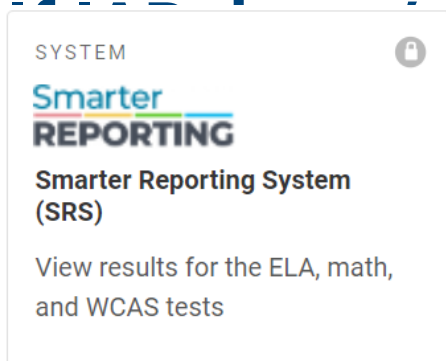 SYSTEM
Smarter
REPORTING
Smarter Reporting System
(SRS)
View results for the ELA, math,
and WCAS tests